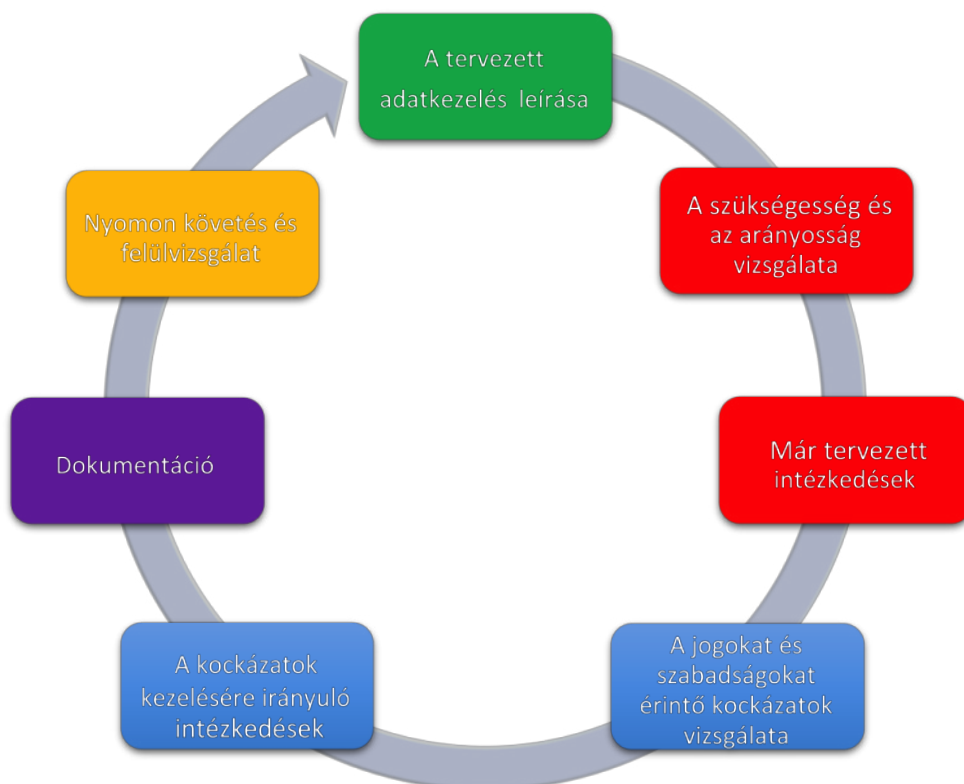 A tervezett
adatkezelés leírása
A szükségesség és
az arányosság
vizsgálata
Már tervezett
intézkedések
A jogokat és
szabadságokat
érintő kockázatok
vizsgálata
A kockázatok
kezelésére irányuló
intézkedések
Dokumentáció
Nyomon követés és
felülvizsgálat